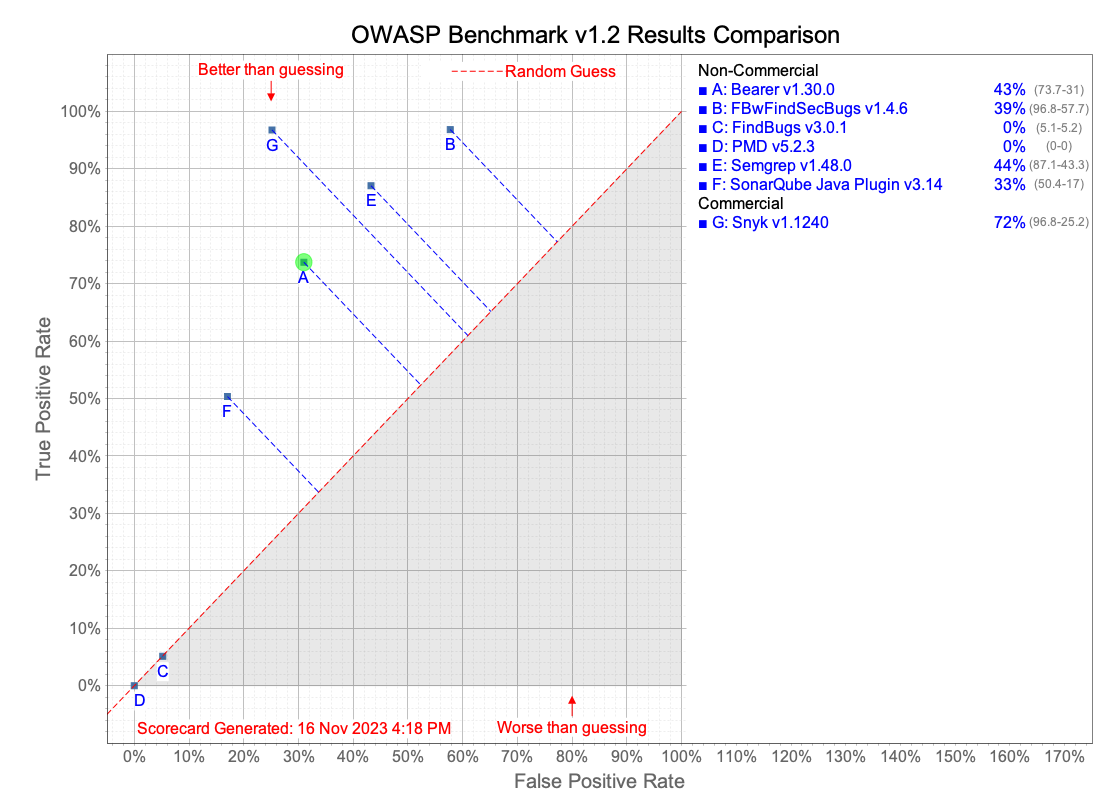 OWASP Benchmark v1.2 Results Comparison
Better than guessing
Random Guess
Non-Commercial
A: Bearer v1.30.0 43% (73.7-31)
B: FBwFindSecBugs v1.4.6 39% (96.8-57.7)
C: FindBugs v3.0.1 0% (5.1-5.2)
D: PMD v5.2.3 0% (0-0)
E: Semgrep v1.48.0 44% (87.1-43.3)
F: SonarQube Java Plugin v3.14 33% (50.4-17)
Commercial
G: Snyk v1.1240 72% (96.8-25.2)
True Positive Rate
100%
90%
80%
70%
60%
50%
40%
30%
20%
10%
0%
G
B
E
A
F
C
D
Scorecard Generated: 16 Nov 2023 4:18 PM
Worse than guessing
0% 10% 20% 30% 40% 50% 60% 70% 80% 90% 100% 110% 120% 130% 140% 150% 160% 170%
False Positive Rate